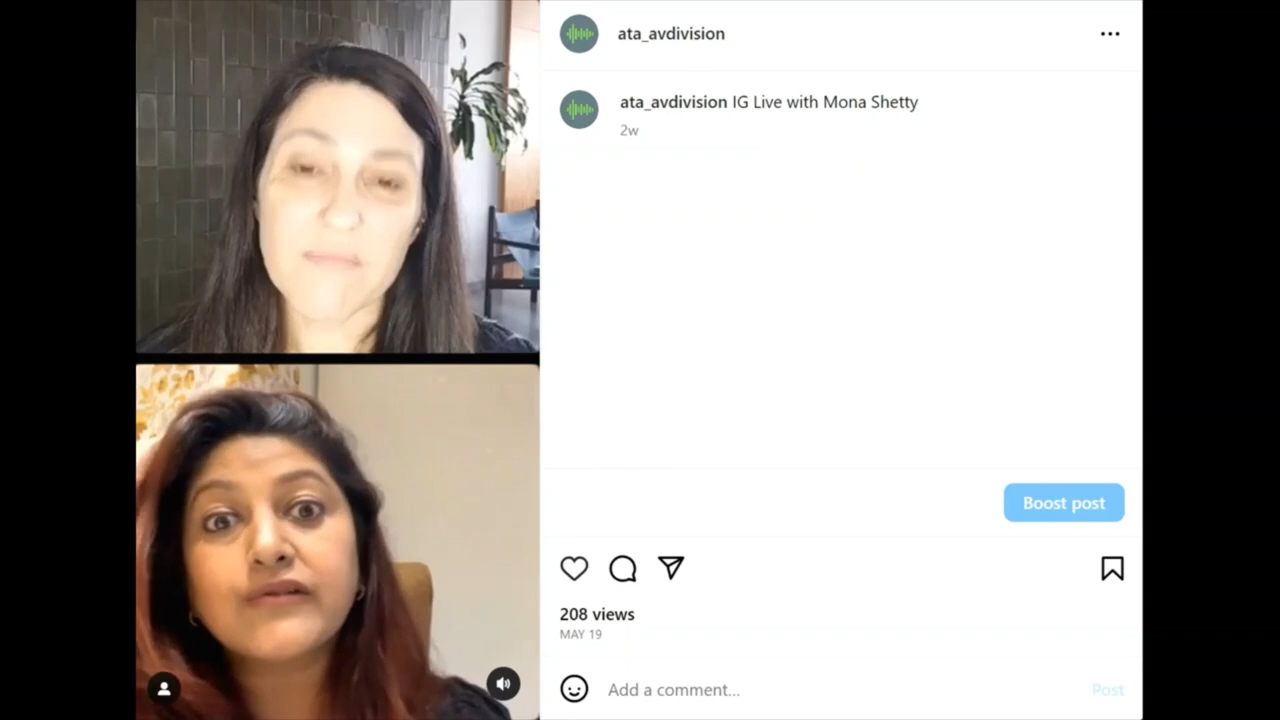 ata_avdivision
ata_avdivision IG Live with Mona Shetty
2w
Boost post
208 views
MAY 19
Add a comment...
Post